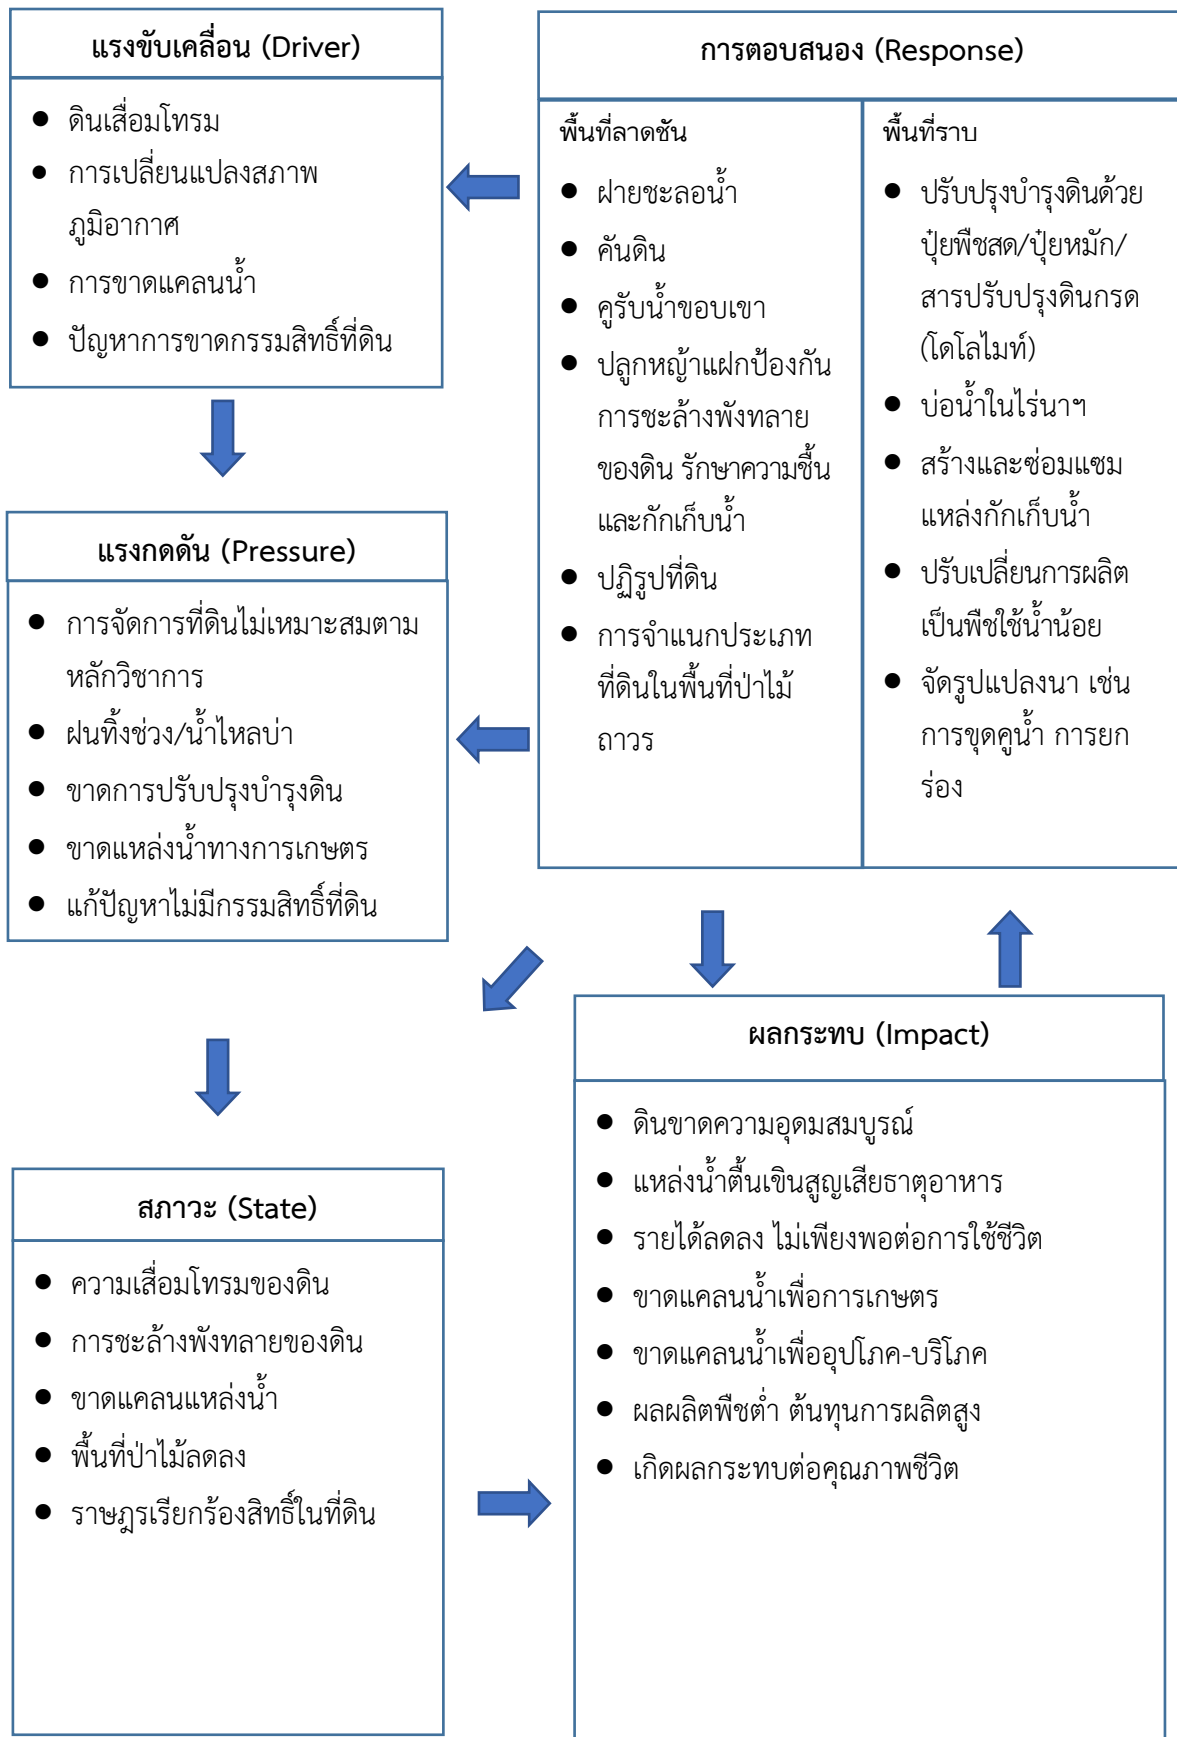 แรงขับเคลื่อน (Driver)
ดินเสื่อมโทรม
การเปลี่ยนแปลงสภาพ
ภูมิอากาศ
การขาดแคลนน้ำ
ปัญหาการขาดกรรมสิทธิ์ที่ดิน
การตอบสนอง (Response)
พื้นที่ลาดชัน
ฝายชะลอน้ำ
คันดิน
คูรับน้ำขอบเขา
ปลูกหญ้าแฝกป้องกัน
การชะล้างพังทลาย
ของดิน รักษาความชื้น
และกักเก็บน้ำ
ปฏิรูปที่ดิน
การจำแนกประเภท
ที่ดินในพื้นที่ป่าไม้
ถาวร
พื้นที่ราบ
ปรับปรุงบำรุงดินด้วย
ปุ๋ยพืชสด/ปุ๋ยหมัก/
สารปรับปรุงดินกรด
(โดโลไมท์)
บ่อน้ำในไร่นาฯ
สร้างและซ่อมแซม
แหล่งกักเก็บน้ำ
ปรับเปลี่ยนการผลิต
เป็นพืชใช้น้ำน้อย
จัดรูปแปลงนา เช่น
การขุดคูน้ำ การยก
ร่อง
แรงกดดัน (Pressure)
การจัดการที่ดินไม่เหมาะสมตาม
หลักวิชาการ
ฝนทิ้งช่วง/น้ำไหลบ่า
ขาดการปรับปรุงบำรุงดิน
ขาดแหล่งน้ำทางการเกษตร
แก้ปัญหาไม่มีกรรมสิทธิ์ที่ดิน
ผลกระทบ (Impact)
ดินขาดความอุดมสมบูรณ์
แหล่งน้ำตื้นเขินสูญเสียธาตุอาหาร
รายได้ลดลง ไม่เพียงพอต่อการใช้ชีวิต
ขาดแคลนน้ำเพื่อการเกษตร
ขาดแคลนน้ำเพื่ออุปโภค-บริโภค
ผลผลิตพืชต่ำ ต้นทุนการผลิตสูง
เกิดผลกระทบต่อคุณภาพชีวิต
สภาวะ (State)
ความเสื่อมโทรมของดิน
การชะล้างพังทลายของดิน
ขาดแคลนแหล่งน้ำ
พื้นที่ป่าไม้ลดลง
ราษฎรเรียกร้องสิทธิ์ในที่ดิน